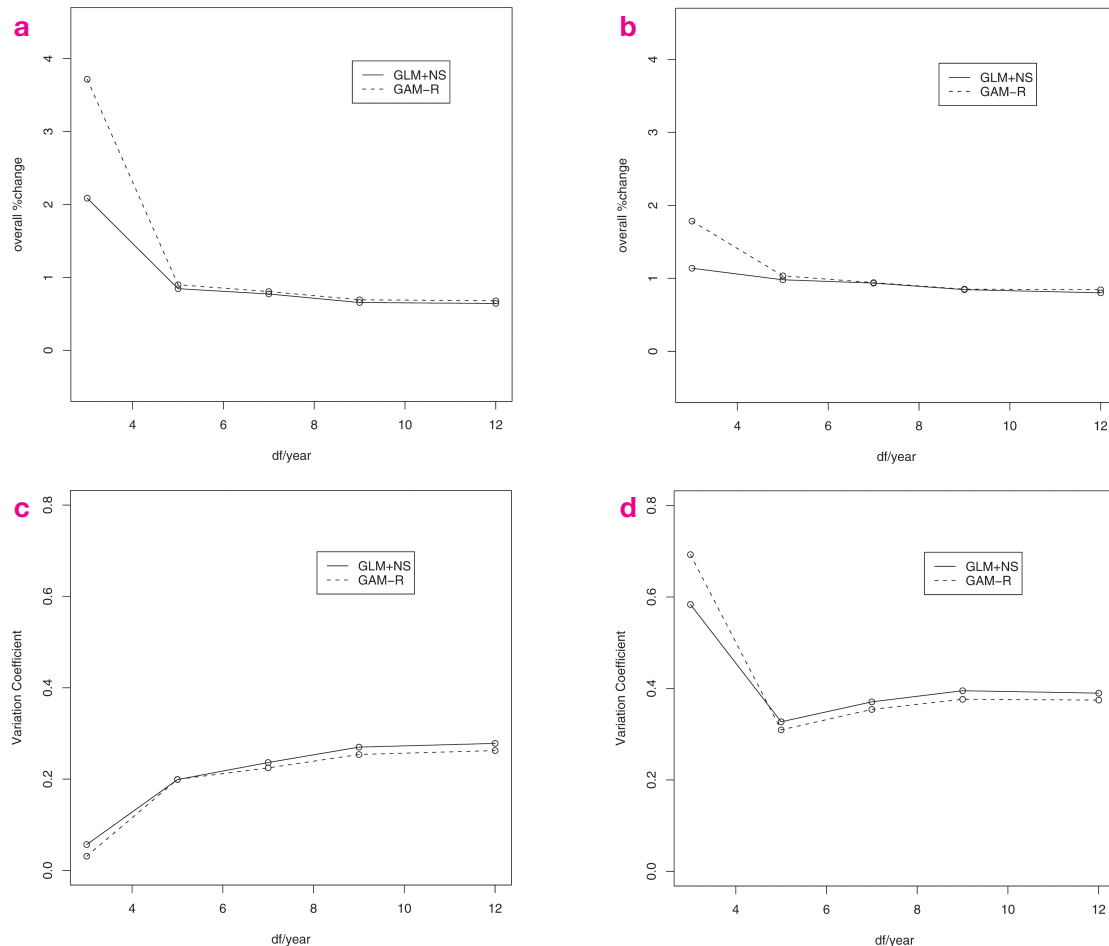 a
overall %change
4
3
2
1
0
GLM+NS
GAM−R
4 6 8 10 12
df/year
b
overall %change
4
3
2
1
0
GLM+NS
GAM−R
4 6 8 10 12
df/year
c
Variation Coefficient
0.8
0.6
0.4
0.2
0.0
GLM+NS
GAM−R
4 6 8 10 12
df/year
d
Variation Coefficient
0.8
0.6
0.4
0.2
0.0
GLM+NS
GAM−R
4 6 8 10 12
df/year